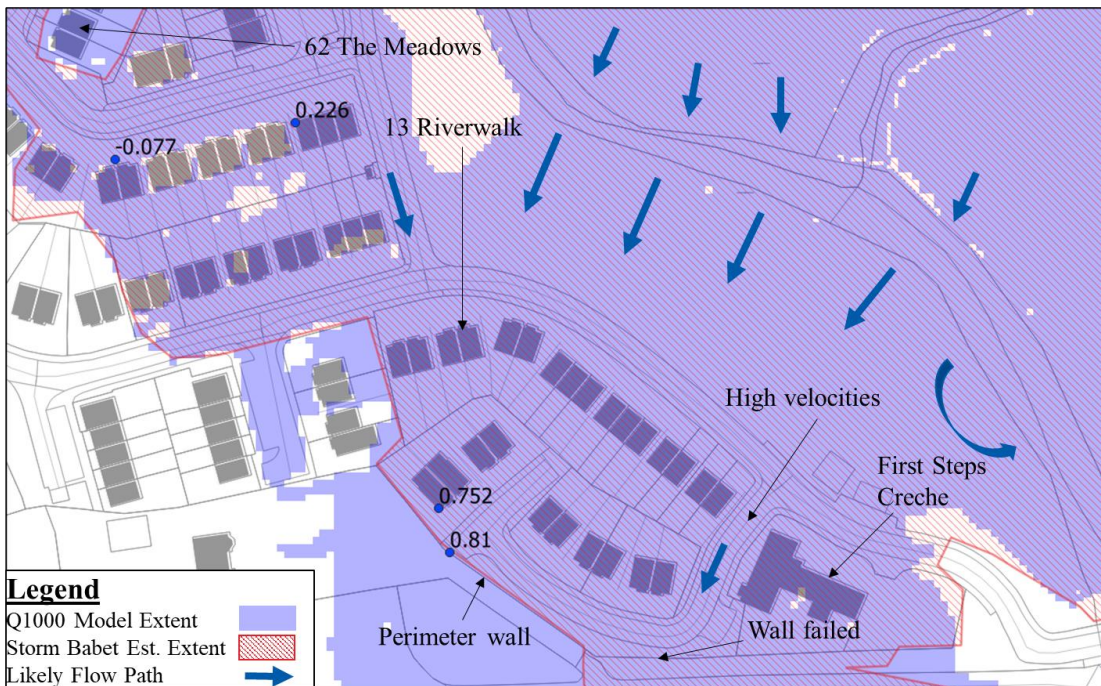 62 The Meadows
0.226
-0.077
13 Riverwalk
High velocities
First Steps
Creche
0.752
0.81
Perimeter wall
Wall failed
Legend
Q1000 Model Extent
Storm Babet Est. Extent
Likely Flow Path